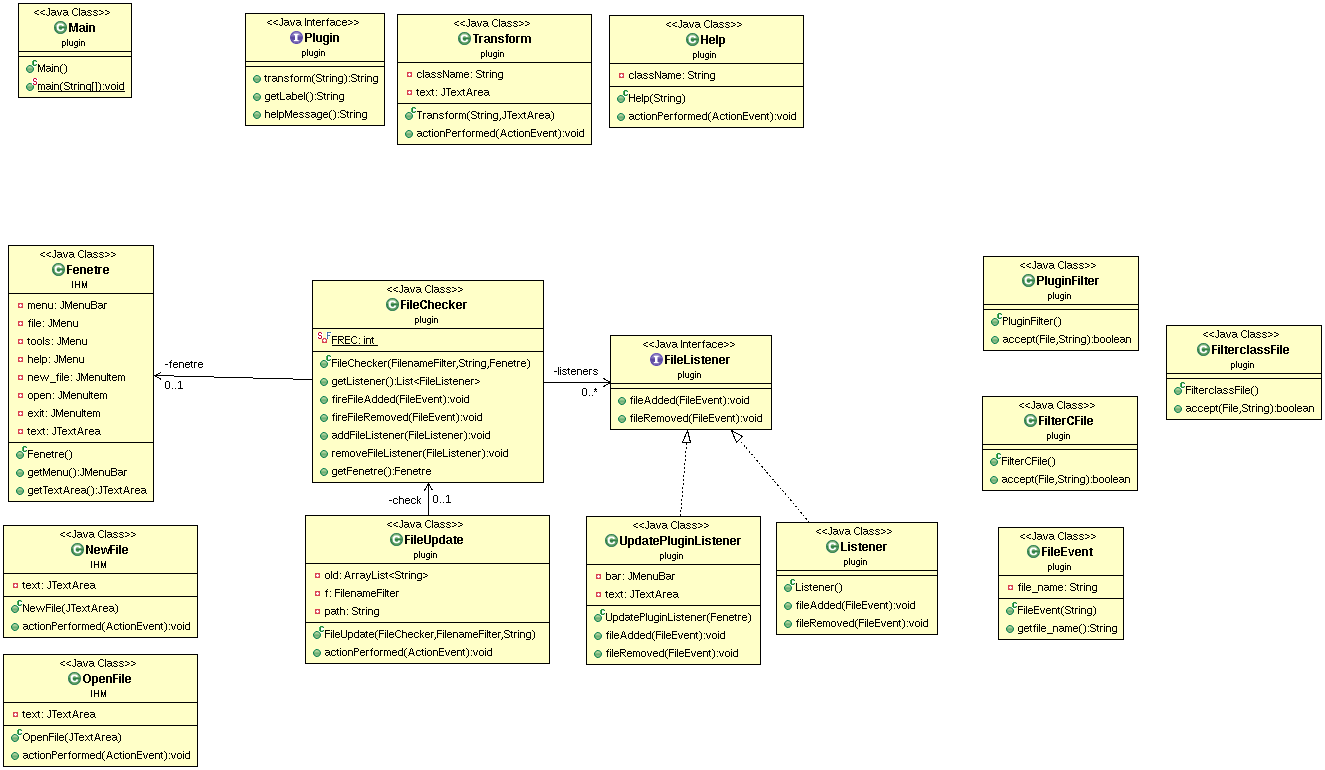 <<Java Class>>
Main
plugin
Main()
main(String[]):void
<<Java Interface>>
Plugin
plugin
transform(String):String
getLabel():String
helpMessage():String
<<Java Class>>
Transform
plugin
className: String
text: JTextArea
Transform(String,JTextArea)
actionPerformed(ActionEvent):void
<<Java Class>>
Help
plugin
className: String
Help(String)
actionPerformed(ActionEvent):void
<<Java Class>>
Fenetre
IHM
menu: JMenuBar
file: JMenu
tools: JMenu
help: JMenu
new_file: JMenuItem
open: JMenuItem
exit: JMenuItem
text: JTextArea
Fenetre()
getMenu():JMenuBar
getTextArea():JTextArea
-fenetre
0..1
<<Java Class>>
FileChecker
plugin
FREC: int
FileChecker(FilenameFilter,String,Fenetre)
getListener():List<FileListener>
fireFileAdded(FileEvent):void
fireFileRemoved(FileEvent):void
addFileListener(FileListener):void
removeFileListener(FileListener):void
getFenetre():Fenetre
-listeners
0..*
<<Java Interface>>
FileListener
plugin
fileAdded(FileEvent):void
fileRemoved(FileEvent):void
<<Java Class>>
PluginFilter
plugin
PluginFilter()
accept(File,String):boolean
<<Java Class>>
FilterclassFile
plugin
FilterclassFile()
accept(File,String):boolean
<<Java Class>>
FilterCFile
plugin
FilterCFile()
accept(File,String):boolean
-check
0..1
<<Java Class>>
NewFile
IHM
text: JTextArea
NewFile(JTextArea)
actionPerformed(ActionEvent):void
<<Java Class>>
FileUpdate
plugin
old: ArrayList<String>
f: FilenameFilter
path: String
FileUpdate(FileChecker,FilenameFilter,String)
actionPerformed(ActionEvent):void
<<Java Class>>
UpdatePluginListener
plugin
bar: JMenuBar
text: JTextArea
UpdatePluginListener(Fenetre)
fileAdded(FileEvent):void
fileRemoved(FileEvent):void
<<Java Class>>
Listener
plugin
Listener()
fileAdded(FileEvent):void
fileRemoved(FileEvent):void
<<Java Class>>
FileEvent
plugin
file_name: String
FileEvent(String)
getfile_name():String
<<Java Class>>
OpenFile
IHM
text: JTextArea
OpenFile(JTextArea)
actionPerformed(ActionEvent):void